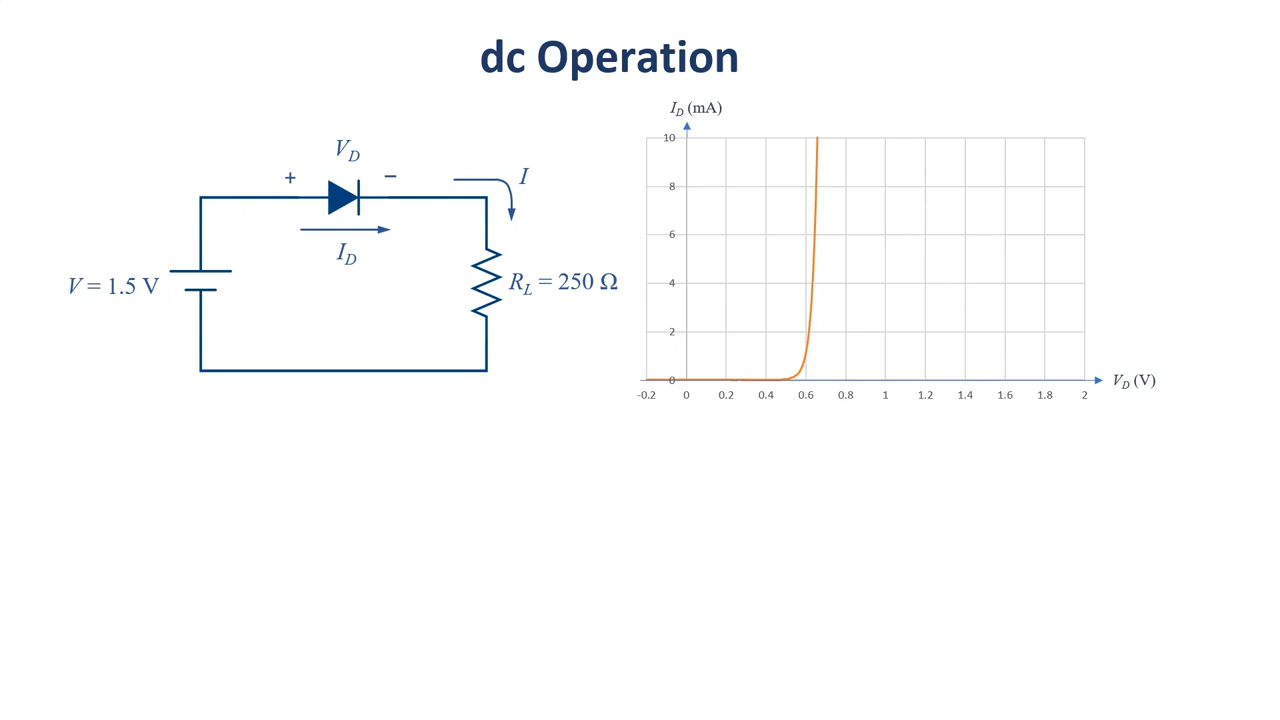 dc Operation
V_D
+
−
I
I_D
V = 1.5 V
R_L = 250 Ω
I_D (mA)
10
8
6
4
2
0
-0.2 0 0.2 0.4 0.6 0.8 1 1.2 1.4 1.6 1.8 2
V_D (V)